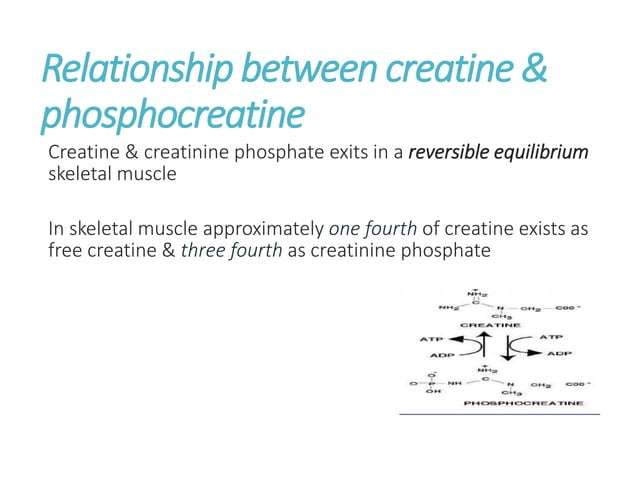 Relationship between creatine &
phosphocreatine
Creatine & creatinine phosphate exits in a reversible equilibrium
skeletal muscle
In skeletal muscle approximately one fourth of creatine exists as
free creatine & three fourth as creatinine phosphate
+
NH₂
NH₂ C N CH₂ COO⁻
CH₃
CREATINE
ATP ATP
ADP ADP
+
O⁻ NH₂
O P NH C N CH₂ COO⁻
OH CH₃
PHOSPHOCREATINE